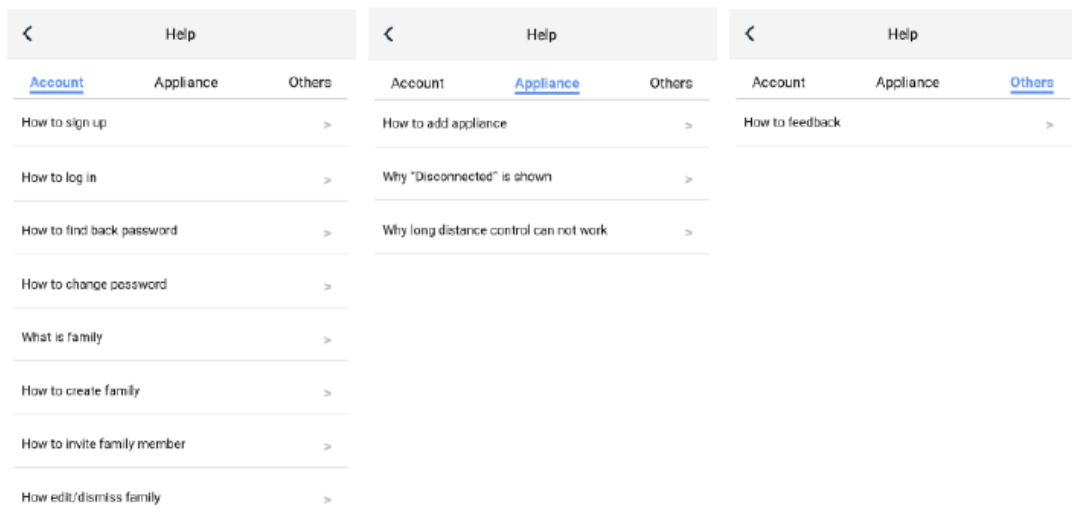 Help
Account Appliance Others
How to sign up >
How to log in >
How to find back password >
How to change password >
What is family >
How to create family >
How to invite family member >
How edit/dismiss family >
Help
Account Appliance Others
How to add appliance >
Why "Disconnected" is shown >
Why long distance control can not work >
Help
Account Appliance Others
How to feedback >